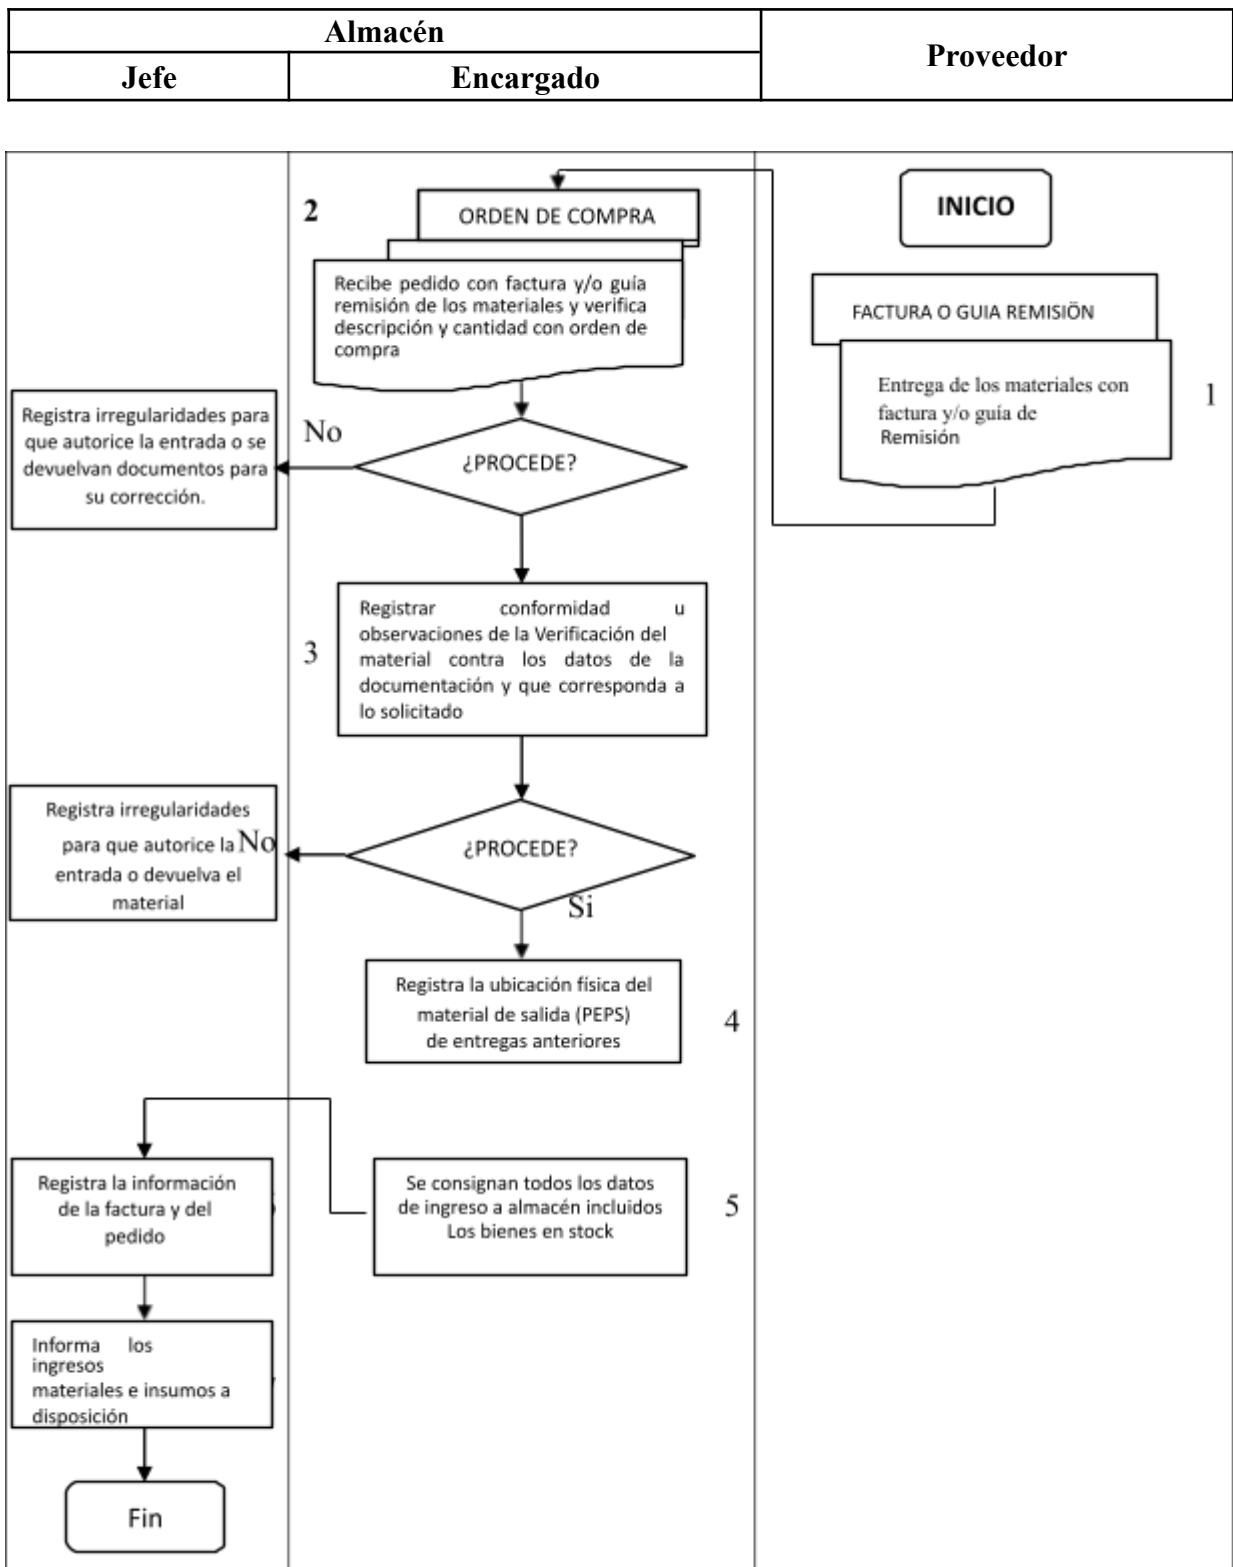 Almacén
Proveedor
Jefe
Encargado
INICIO
2
ORDEN DE COMPRA
Recibe pedido con factura y/o guía
remisión de los materiales y verifica
descripción y cantidad con orden de
compra
FACTURA O GUIA REMISIÖN
Entrega de los materiales con
factura y/o guía de
Remisión
1
Registra irregularidades para
que autorice la entrada o se
devuelvan documentos para
su corrección.
No
¿PROCEDE?
3
Registrar conformidad u
observaciones de la Verificación del
material contra los datos de la
documentación y que corresponda a
lo solicitado
Registra irregularidades
para que autorice la
entrada o devuelva el
material
No
¿PROCEDE?
Si
Registra la ubicación física del
material de salida (PEPS)
de entregas anteriores
4
Registra la información
de la factura y del
pedido
Se consignan todos los datos
de ingreso a almacén incluidos
Los bienes en stock
5
Informa los
ingresos
materiales e insumos a
disposición
Fin